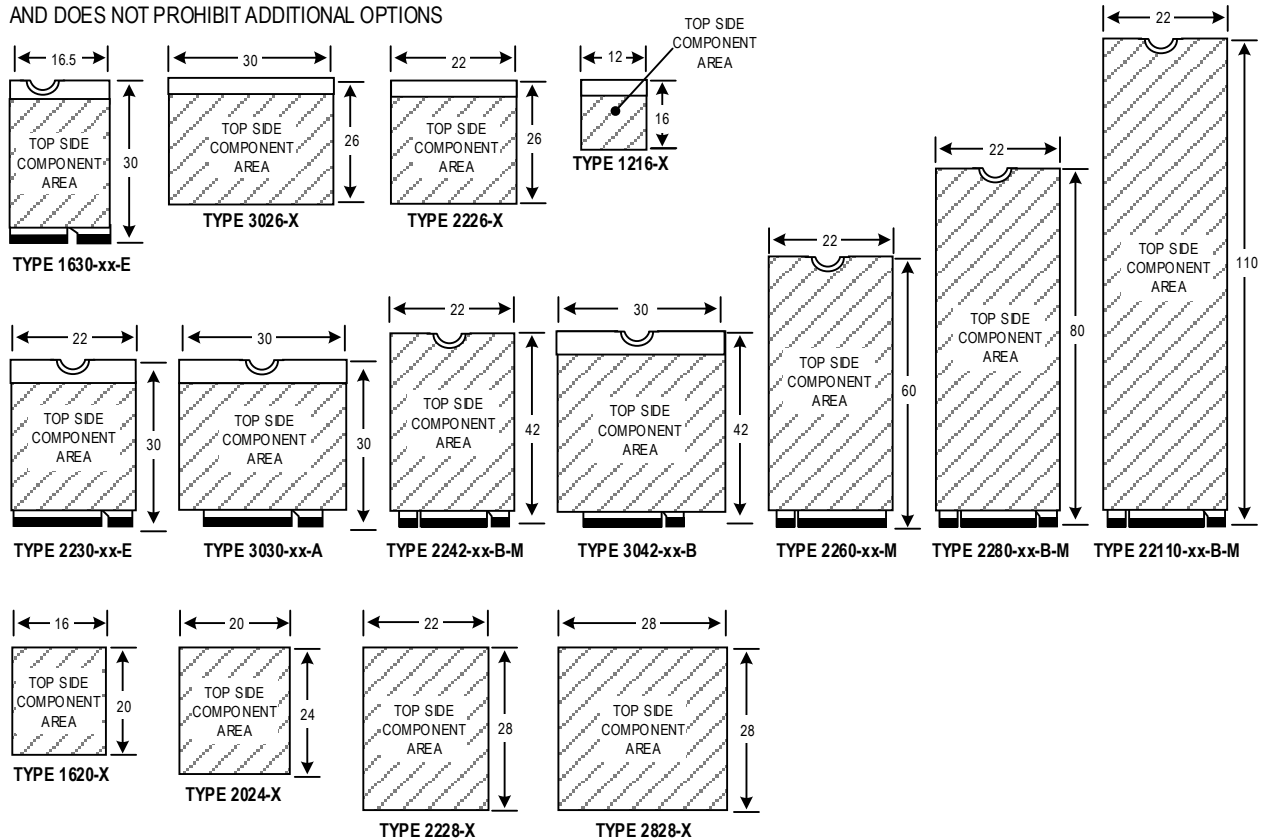 AND DOES NOT PROHIBIT ADDITIONAL OPTIONS
16.5
TOP SIDE
COMPONENT
AREA
30
TYPE 1630-xx-E
30
TOP SIDE
COMPONENT
AREA
26
TYPE 3026-X
22
TOP SIDE
COMPONENT
AREA
26
TYPE 2226-X
12
TOP SIDE
COMPONENT
AREA
16
TYPE 1216-X
22
TOP SIDE
COMPONENT
AREA
30
TYPE 2230-xx-E
30
TOP SIDE
COMPONENT
AREA
30
TYPE 3030-xx-A
22
TOP SIDE
COMPONENT
AREA
42
TYPE 2242-xx-B-M
30
TOP SIDE
COMPONENT
AREA
42
TYPE 3042-xx-B
22
TOP SIDE
COMPONENT
AREA
60
TYPE 2260-xx-M
22
TOP SIDE
COMPONENT
AREA
80
TYPE 2280-xx-B-M
22
TOP SIDE
COMPONENT
AREA
110
TYPE 22110-xx-B-M
16
TOP SIDE
COMPONENT
AREA
20
TYPE 1620-X
20
TOP SIDE
COMPONENT
AREA
24
TYPE 2024-X
22
TOP SIDE
COMPONENT
AREA
28
TYPE 2228-X
28
TOP SIDE
COMPONENT
AREA
28
TYPE 2828-X